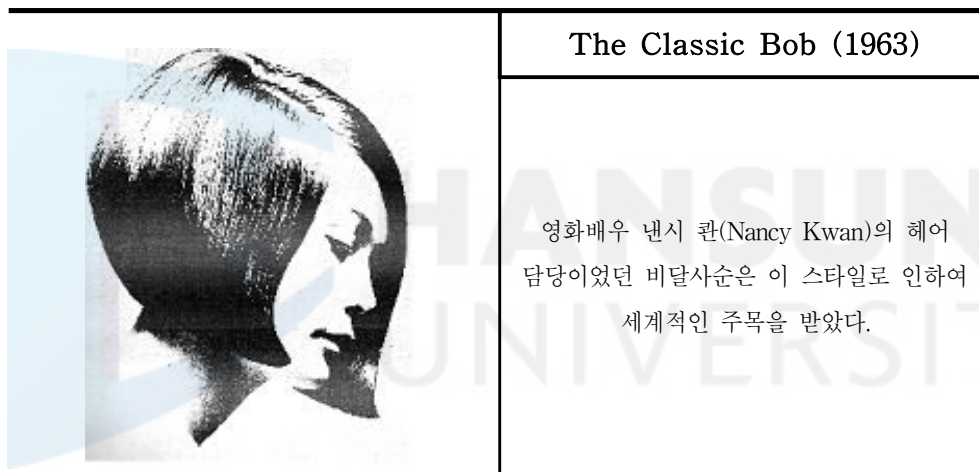 The Classic Bob (1963)
영화배우 낸시 콴(Nancy Kwan)의 헤어
담당이었던 비달사순은 이 스타일로 인하여
세계적인 주목을 받았다.
HANSUN
UNIVERSIT